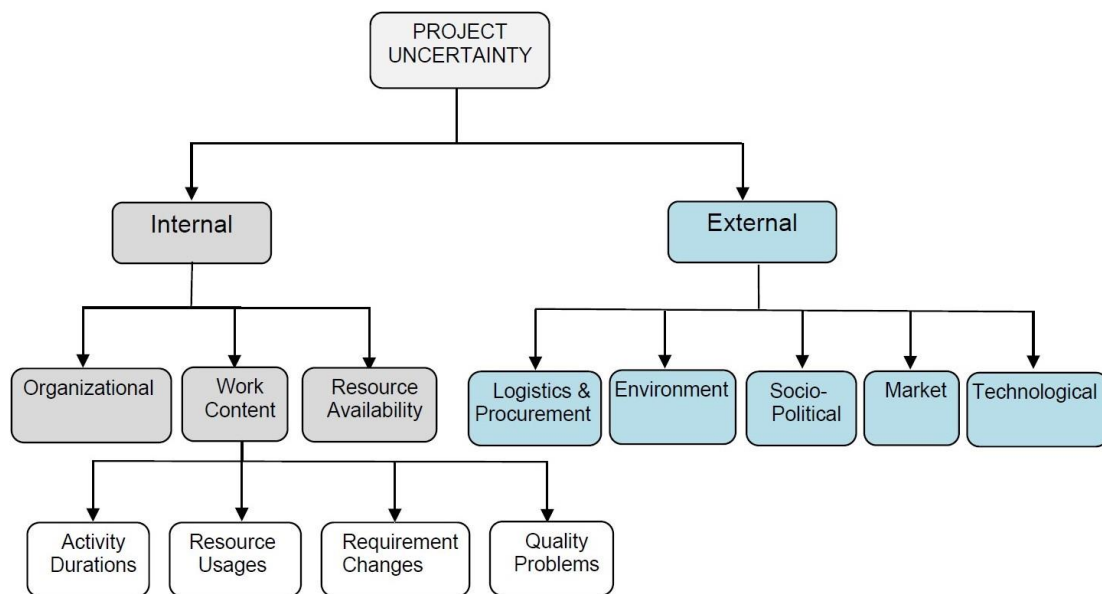 PROJECT
UNCERTAINTY
Internal
External
Organizational
Work
Content
Resource
Availability
Logistics &
Procurement
Environment
Socio-
Political
Market
Technological
Activity
Durations
Resource
Usages
Requirement
Changes
Quality
Problems